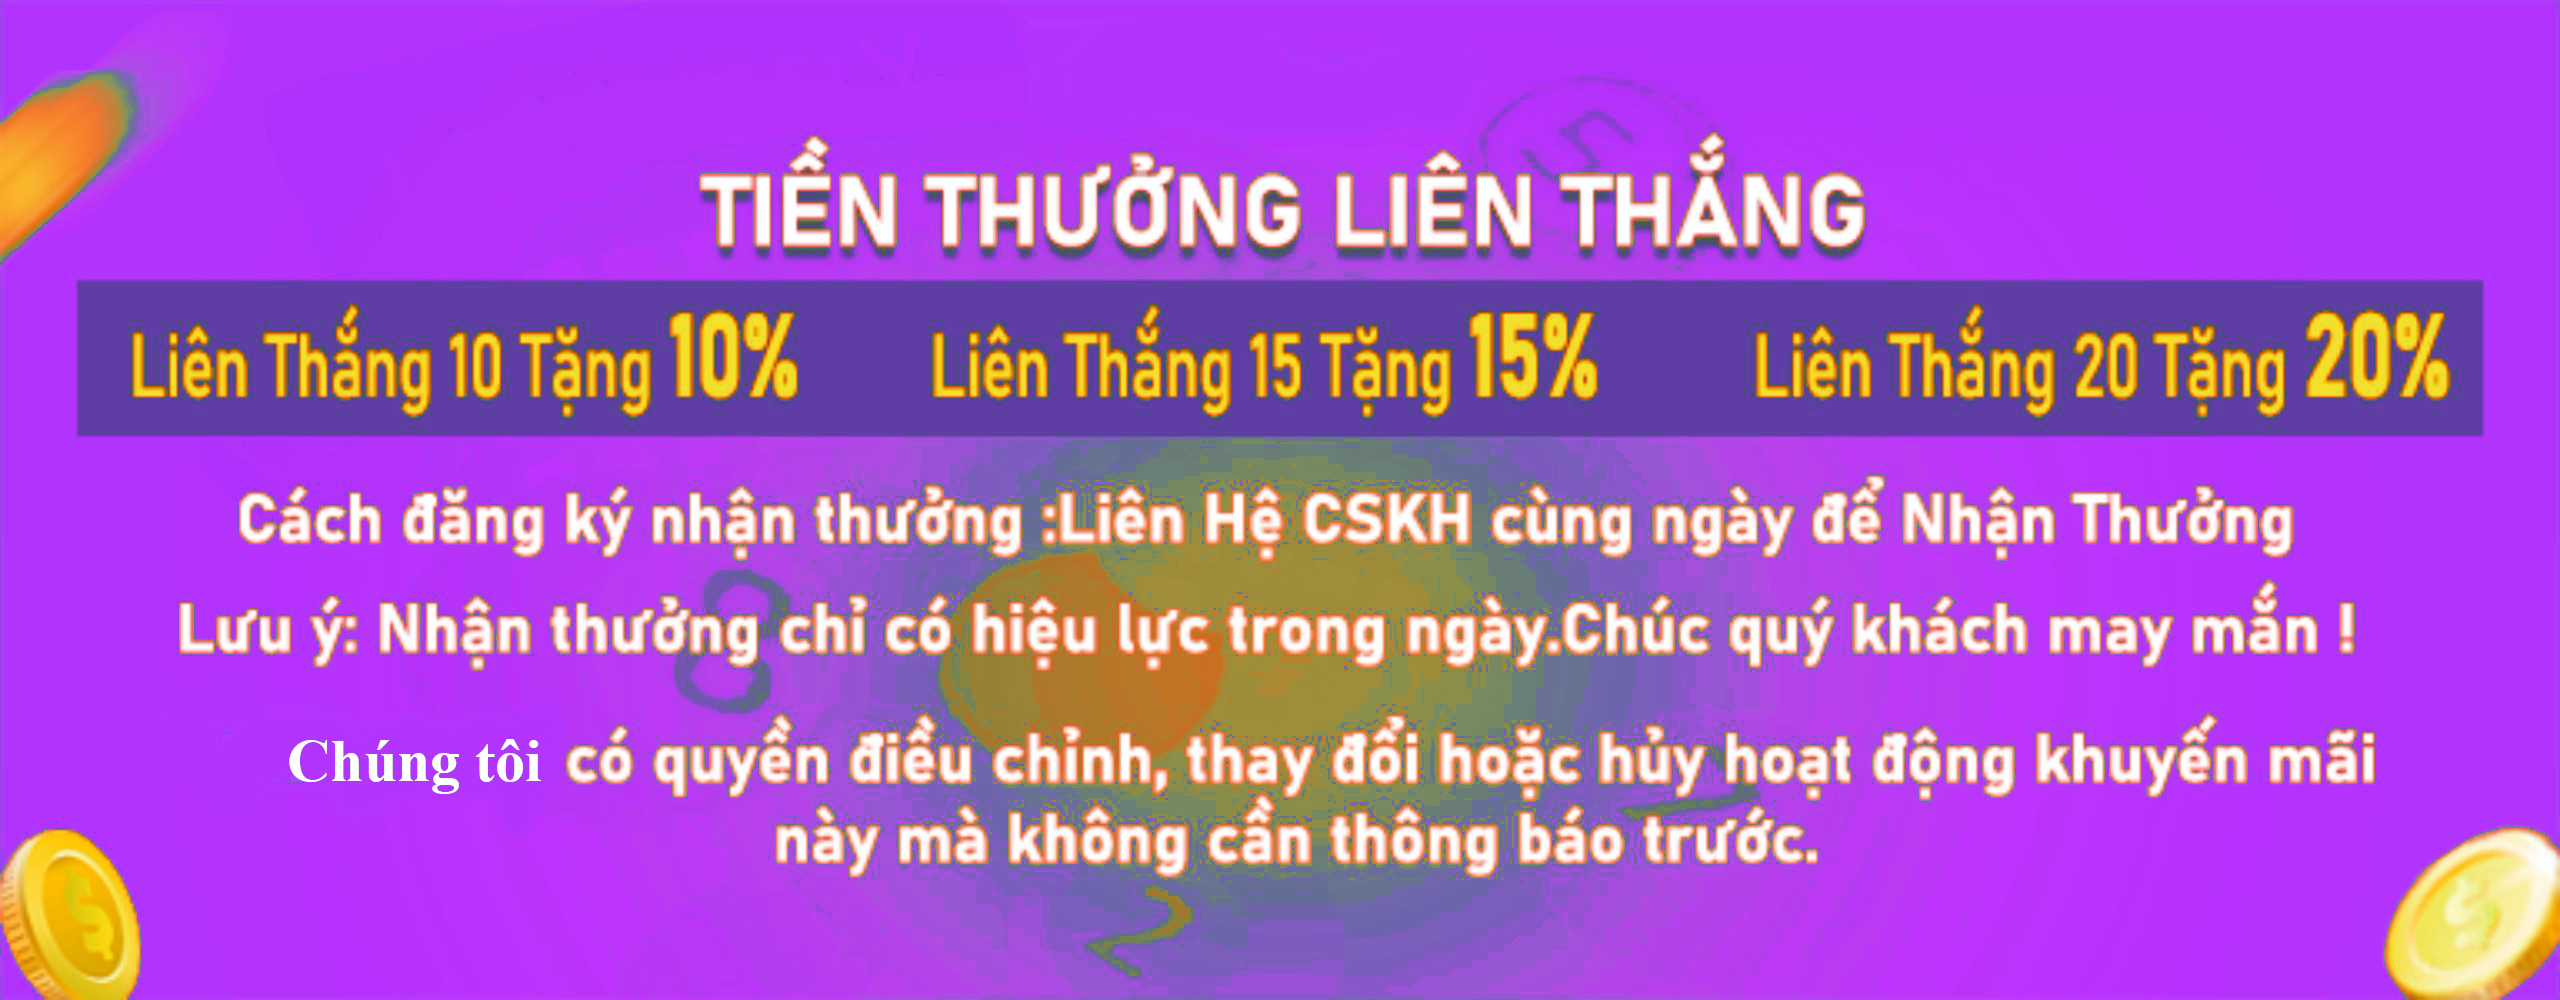 TIỀN THƯỞNG LIÊN THẮNG
Liên Thắng 10 Tặng 10% Liên Thắng 15 Tặng 15% Liên Thắng 20 Tặng 20%
Cách đăng ký nhận thưởng :Liên Hệ CSKH cùng ngày để Nhận Thưởng
Lưu ý: Nhận thưởng chỉ có hiệu lực trong ngày.Chúc quý khách may mắn !
Chúng tôi có quyền điều chỉnh, thay đổi hoặc hủy hoạt động khuyến mãi
này mà không cần thông báo trước.